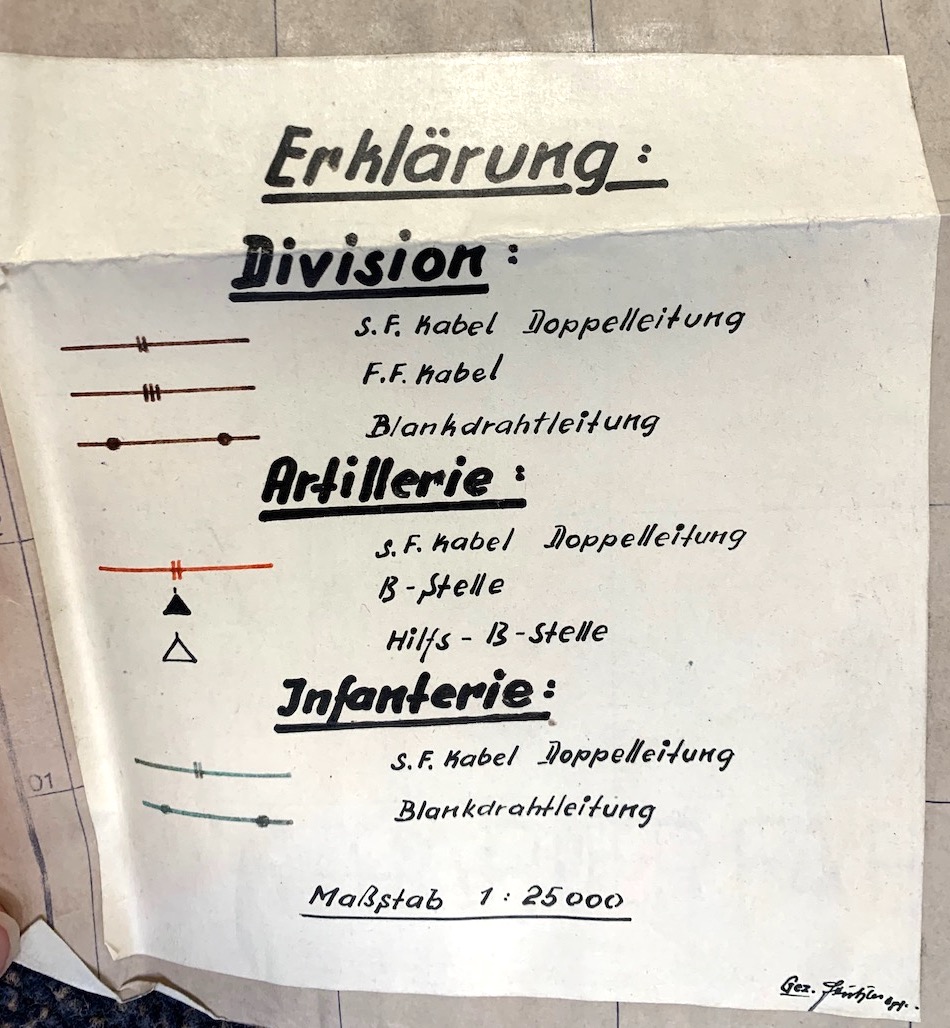 Erklärung:
Division:
S.F. Kabel Doppelleitung
F.F. Kabel
Blankdrahtleitung
Artillerie:
S.F. Kabel Doppelleitung
B-Stelle
Hilfs-B-Stelle
Infanterie:
S.F. Kabel Doppelleitung
Blankdrahtleitung
01
Maßstab 1:25000
Gez.